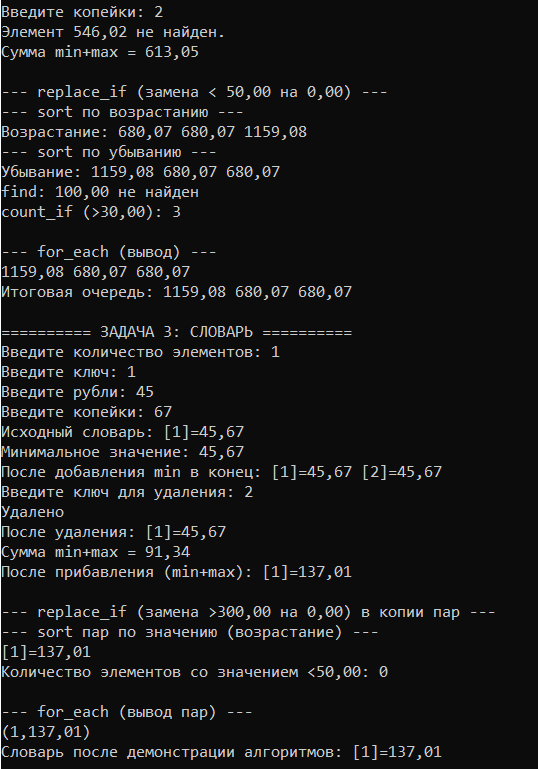 Введите копейки: 2
Элемент 546,02 не найден.
Сумма min+max = 613,05
--- replace_if (замена < 50,00 на 0,00) ---
--- sort по возрастанию ---
Возрастание: 680,07 680,07 1159,08
--- sort по убыванию ---
Убывание: 1159,08 680,07 680,07
find: 100,00 не найден
count_if (>30,00): 3
--- for_each (вывод) ---
1159,08 680,07 680,07
Итоговая очередь: 1159,08 680,07 680,07
========== ЗАДАЧА 3: СЛОВАРЬ ==========
Введите количество элементов: 1
Введите ключ: 1
Введите рубли: 45
Введите копейки: 67
Исходный словарь: [1]=45,67
Минимальное значение: 45,67
После добавления min в конец: [1]=45,67 [2]=45,67
Введите ключ для удаления: 2
Удалено
После удаления: [1]=45,67
Сумма min+max = 91,34
После прибавления (min+max): [1]=137,01
--- replace_if (замена >300,00 на 0,00) в копии пар ---
--- sort пар по значению (возрастание) ---
[1]=137,01
Количество элементов со значением <50,00: 0
--- for_each (вывод пар) ---
(1,137,01)
Словарь после демонстрации алгоритмов: [1]=137,01